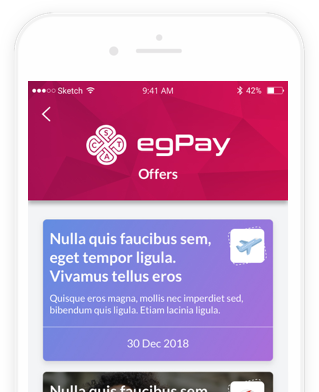 Sketch 9:41 AM 42%
egPay
Offers
Nulla quis faucibus sem,
eget tempor ligula.
Vivamus tellus eros
Quisque eros magna, mollis nec imperdiet sed,
bibendum quis ligula. Etiam lacinia ligula.
30 Dec 2018
Nulla quis faucibus sem